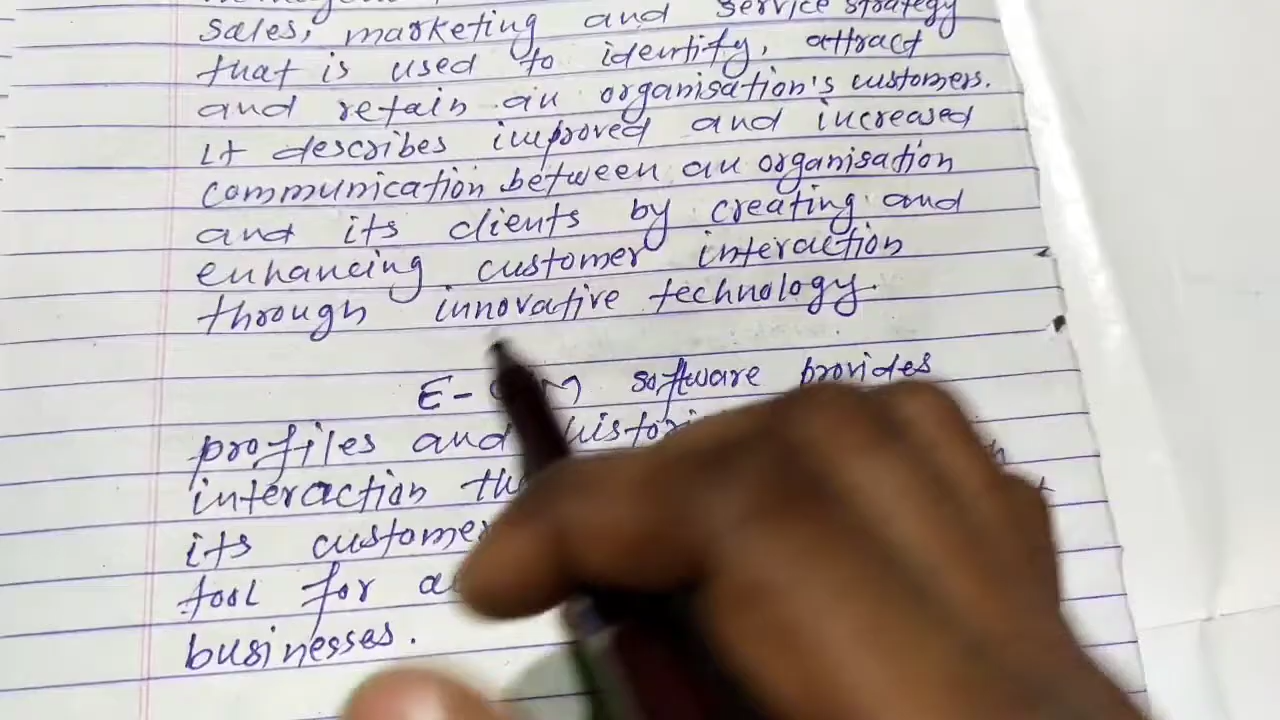 sales, marketing and service strategy
that is used to identify, attract
and retain an organisation's customers.
it describes improved and increased
communication between an organisation
and its clients by creating and
enhancing customer interaction
through innovative technology.
E- software provides
profiles and
interaction
its
tool for
businesses.